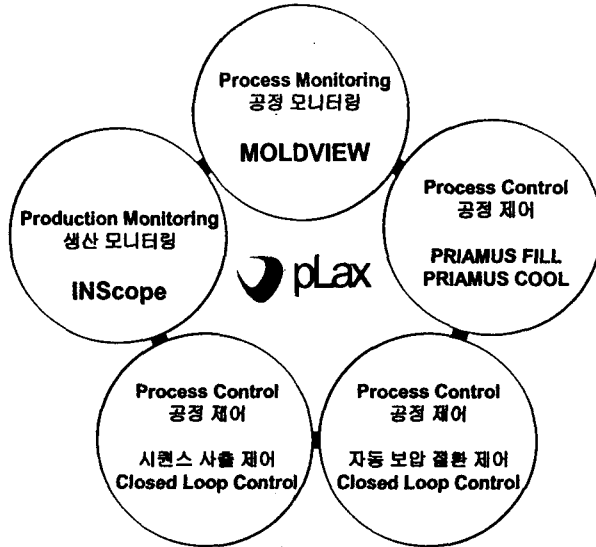 Process Monitoring
공정 모니터링
MOLDVIEW
Process Control
공정 제어
PRIAMUS FILL
PRIAMUS COOL
Production Monitoring
생산 모니터링
INScope
pLax
Process Control
공정 제어
시퀀스 사출 제어
Closed Loop Control
Process Control
공정 제어
자동 보압 절환 제어
Closed Loop Control